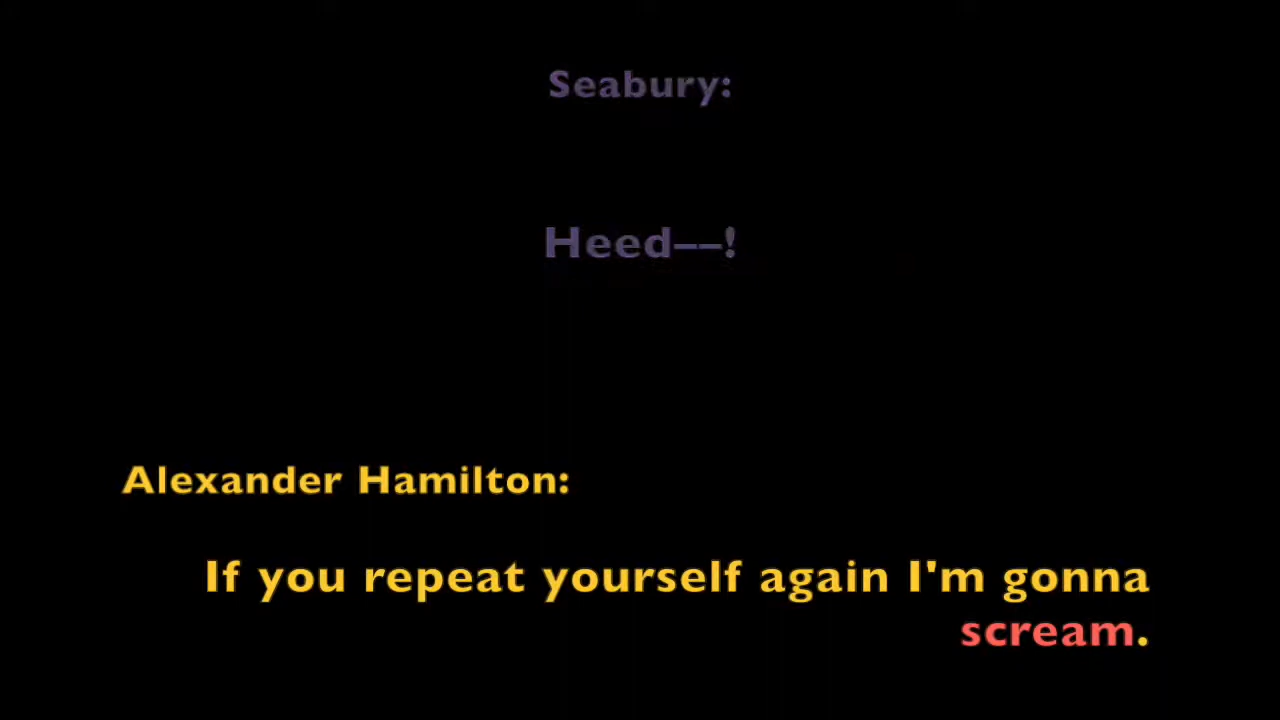 Seabury:
Heed––!
Alexander Hamilton:
If you repeat yourself again I'm gonna
scream.